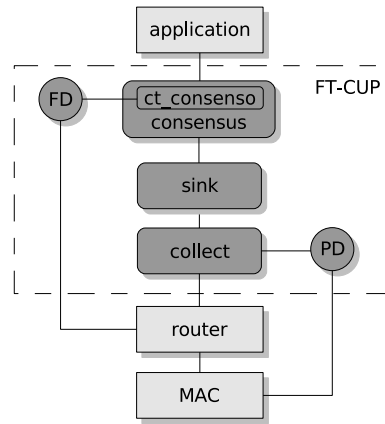 application
FT-CUP
FD
ct_consenso
consensus
sink
collect
PD
router
MAC